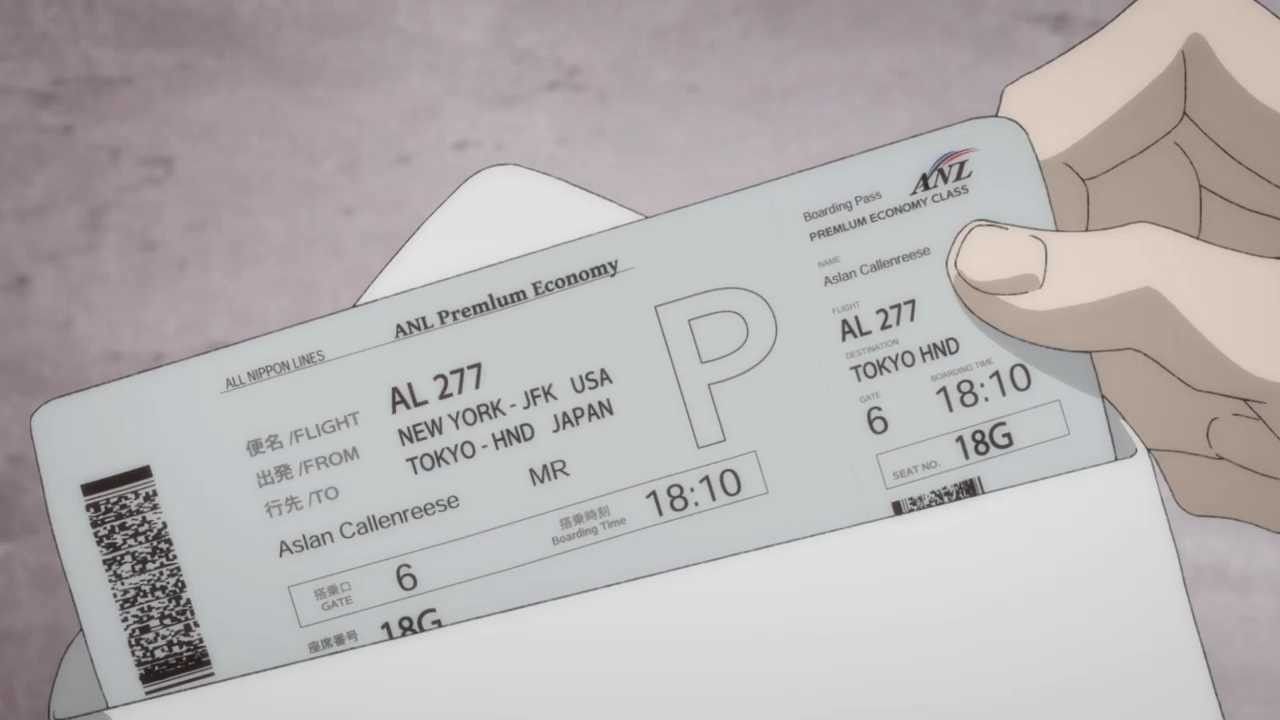 ALL NIPPON LINES
ANL Premlum Economy
便名 /FLIGHT AL 277
出発 /FROM NEW YORK - JFK USA
行先 /TO TOKYO - HND JAPAN
Aslan Callenreese MR
搭乗口 GATE 6 搭乗時刻 Boarding Time 18:10
座席番号 18G
P
ANZ
Boarding Pass
PREMLUM ECONOMY CLASS
NAME
Aslan Callenreese
FLIGHT
AL 277
DESTINATION
TOKYO HND
GATE BOARDING TIME
6 18:10
SEAT NO. 18G